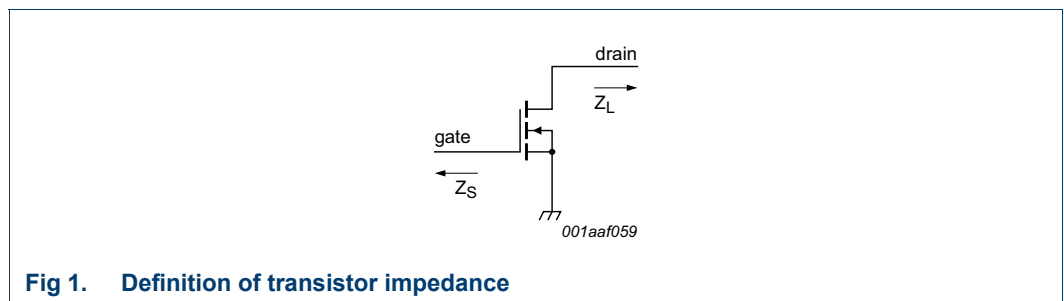 drain
Z_L
gate
Z_S
001aaf059
Fig 1. Definition of transistor impedance